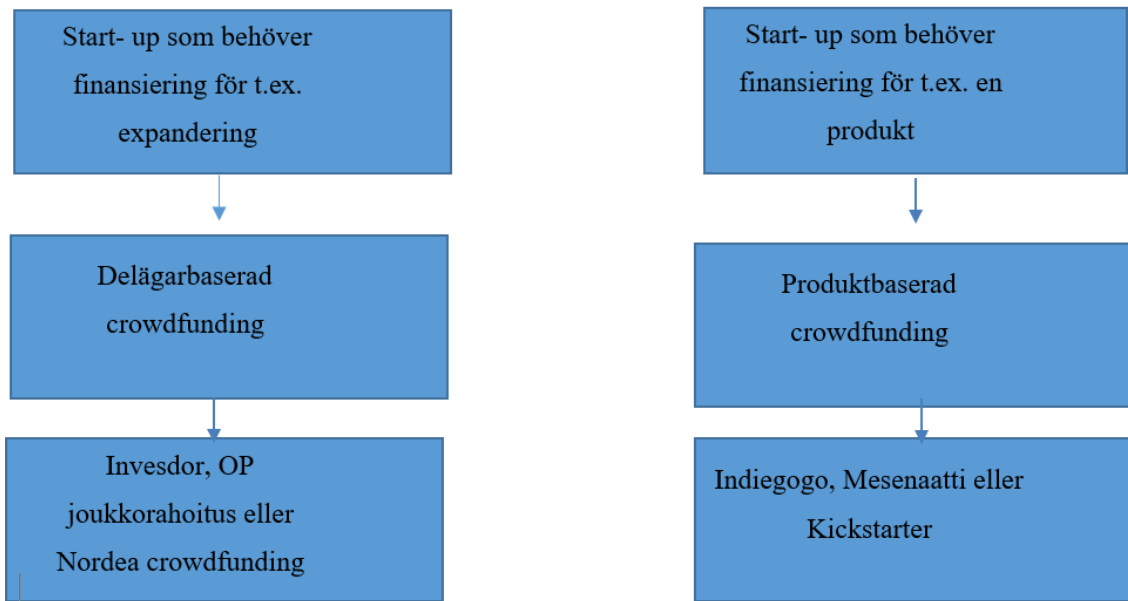 Start- up som behöver
finansiering för t.ex.
expandering
Delägarbaserad
crowdfunding
Invesdor, OP
joukkorahoitus eller
Nordea crowdfunding
Start- up som behöver
finansiering för t.ex. en
produkt
Produktbaserad
crowdfunding
Indiegogo, Mesenaatti eller
Kickstarter